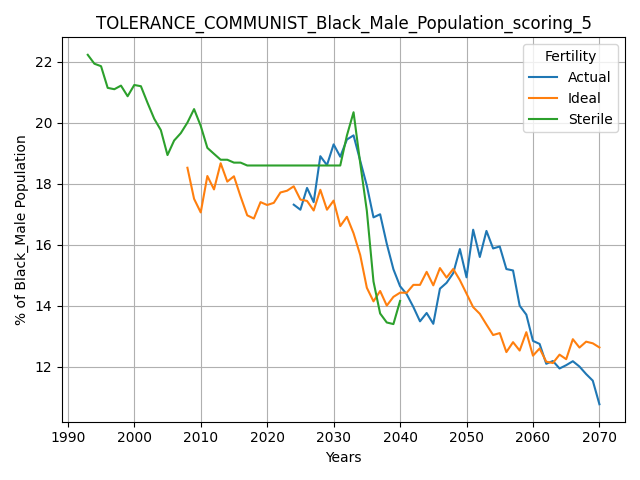 TOLERANCE_COMMUNIST_Black_Male_Population_scoring_5
Fertility
Actual
Ideal
Sterile
% of Black_Male Population
22
20
18
16
14
12
1990 2000 2010 2020 2030 2040 2050 2060 2070
Years